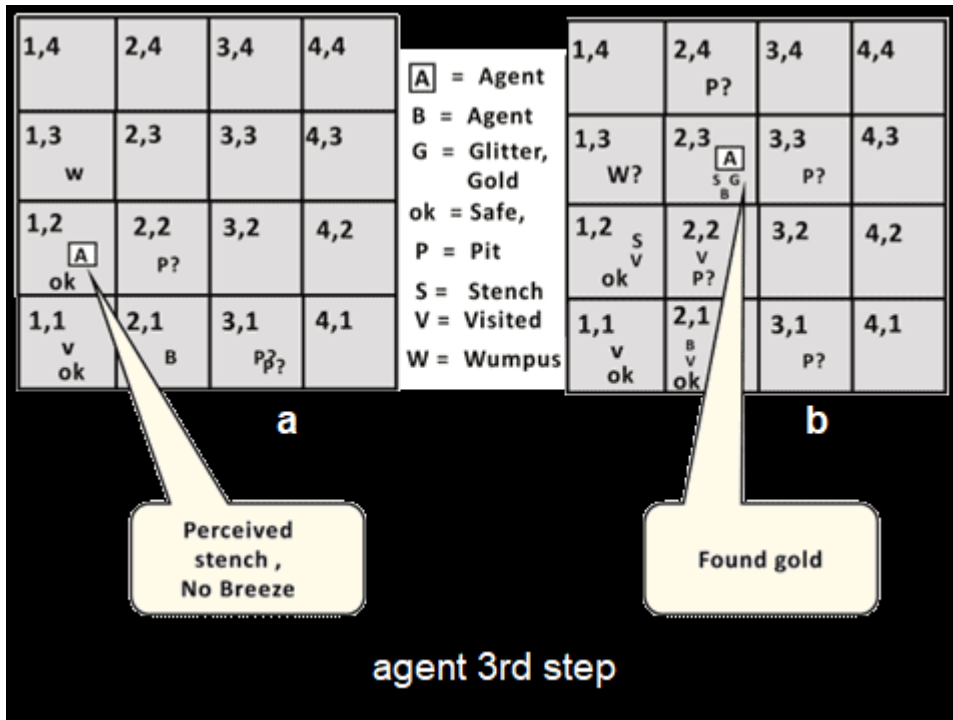 1,4 2,4 3,4 4,4
1,3 2,3 3,3 4,3
W
1,2 2,2 3,2 4,2
A
P?
ok
1,1 2,1 3,1 4,1
v
B
P?
P?
ok
a
A = Agent
B = Agent
G = Glitter,
Gold
ok = Safe,
P = Pit
S = Stench
V = Visited
W = Wumpus
1,4 2,4 3,4 4,4
P?
1,3 2,3 3,3 4,3
A
W?
S G
P?
B
1,2 2,2 3,2 4,2
S
V
V
ok
P?
1,1 2,1 3,1 4,1
v
B
V
P?
ok
ok
b
Perceived
stench ,
No Breeze
Found gold
agent 3rd step